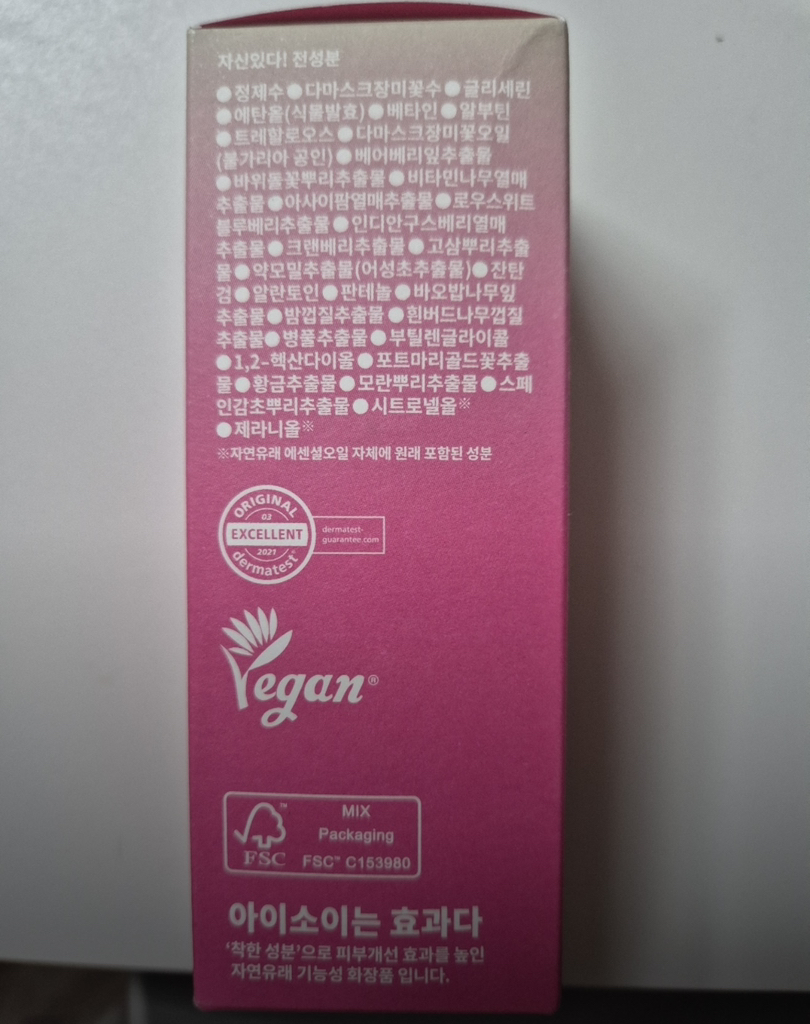 자신있다! 전성분
●정제수●다마스크장미꽃수●글리세린
●에탄올(식물발효)●베타인●알부틴
●트레할로오스●다마스크장미꽃오일
(불가리아 공인)●베어베리잎추출물
●바위돌꽃뿌리추출물●비타민나무열매
추출물●아사이팜열매추출물●로우스위트
블루베리추출물●인디안구스베리열매
추출물●크랜베리추출물●고삼뿌리추출
물●약모밀추출물(어성초추출물)●잔탄
검●알란토인●판테놀●바오밥나무잎
추출물●밤껍질추출물●흰버드나무껍질
추출물●병풀추출물●부틸렌글라이콜
●1,2-헥산다이올●포트마리골드꽃추출
물●황금추출물●모란뿌리추출물●스페
인감초뿌리추출물●시트로넬올※
●제라니올※
※자연유래 에센셜오일 자체에 원래 포함된 성분
ORIGINAL
03
EXCELLENT
2021
dermatest®
dermatest-
guarantee.com
Vegan®
FSC™
MIX
Packaging
FSC™ C153980
아이소이는 효과다
'착한 성분'으로 피부개선 효과를 높인
자연유래 기능성 화장품 입니다.